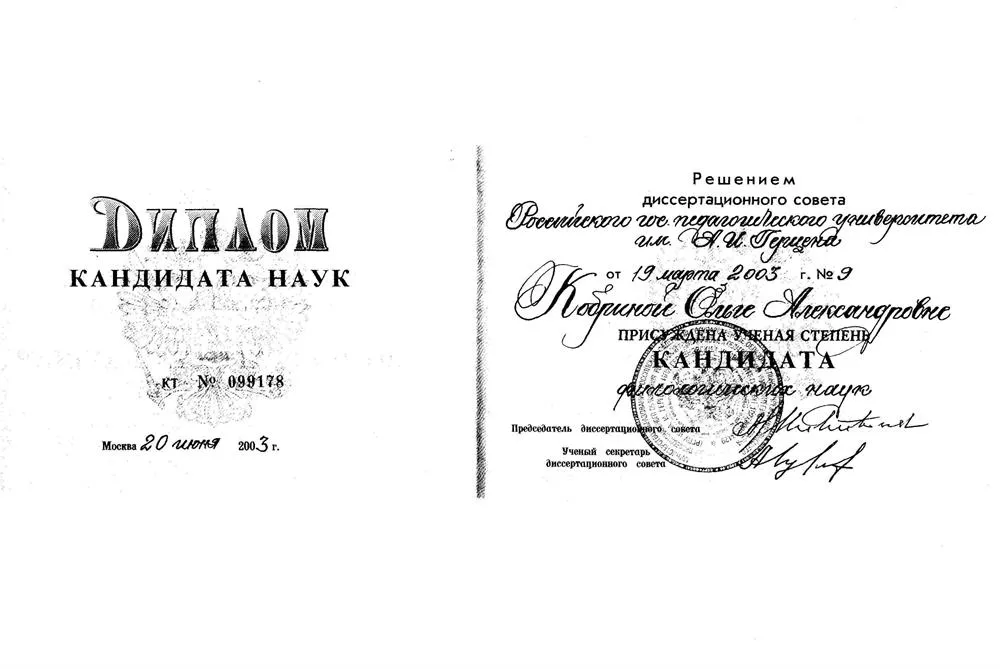 ДИПЛОМ
КАНДИДАТА НАУК
КТ № 099178
Москва 20 июня 2003 г.
Решением
диссертационного совета
Российского гос. педагогического университета
им. А.И. Герцена
от 19 марта 2003 г. № 9
Кобриной Ольге Александровне
ПРИСУЖДЕНА УЧЕНАЯ СТЕПЕНЬ
КАНДИДАТА
филологических наук
Председатель диссертационного совета
Ученый секретарь
диссертационного совета